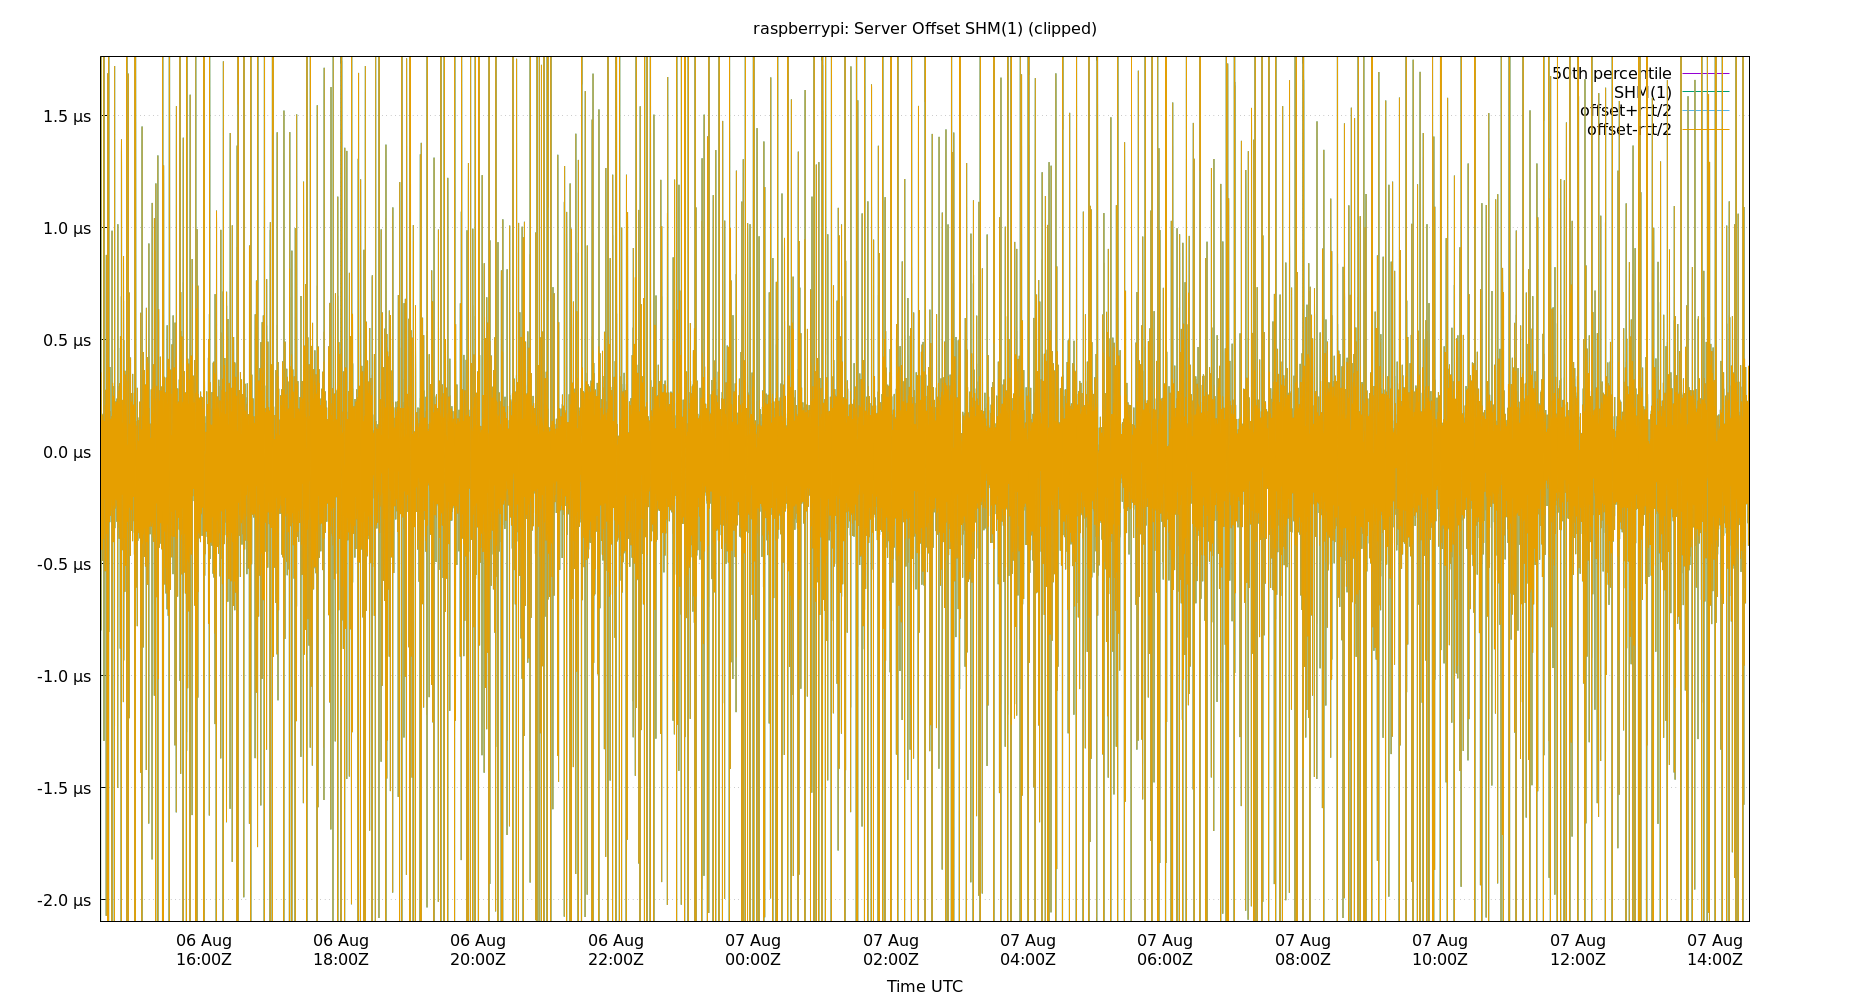 raspberrypi: Server Offset SHM(1) (clipped)
50th percentile
SHM(1)
offset+rtt/2
offset-rtt/2
1.5 µs
1.0 µs
0.5 µs
0.0 µs
-0.5 µs
-1.0 µs
-1.5 µs
-2.0 µs
06 Aug 06 Aug 06 Aug 06 Aug 07 Aug 07 Aug 07 Aug 07 Aug 07 Aug 07 Aug 07 Aug 07 Aug
16:00Z 18:00Z 20:00Z 22:00Z 00:00Z 02:00Z 04:00Z 06:00Z 08:00Z 10:00Z 12:00Z 14:00Z
Time UTC